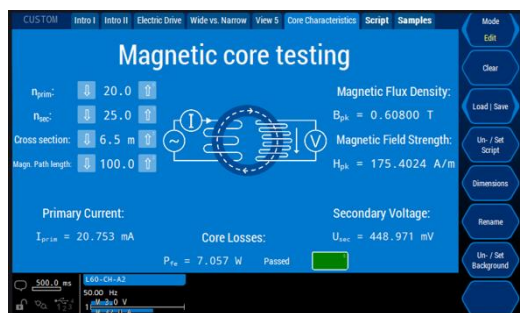 CUSTOM Intro I Intro II Electric Drive Wide vs. Narrow View 5 Core Characteristics Script Samples
Mode
Edit
Magnetic core testing
Clear
nprim: 20.0
Magnetic Flux Density:
Load | Save
nsec: 25.0
Bpk = 0.60800 T
Un- / Set
Script
Cross section: 6.5 m
I
V
Magnetic Field Strength:
Magn. Path length: 100.0
Hpk = 175.4024 A/m
Dimensions
Primary Current:
Secondary Voltage:
Rename
Iprim = 20.753 mA
Core Losses:
Usec = 448.971 mV
Pfe = 7.057 W Passed
Un- / Set
Background
500.0 ms
L60-CH-A2
50.00 Hz
123
V 3.0 V